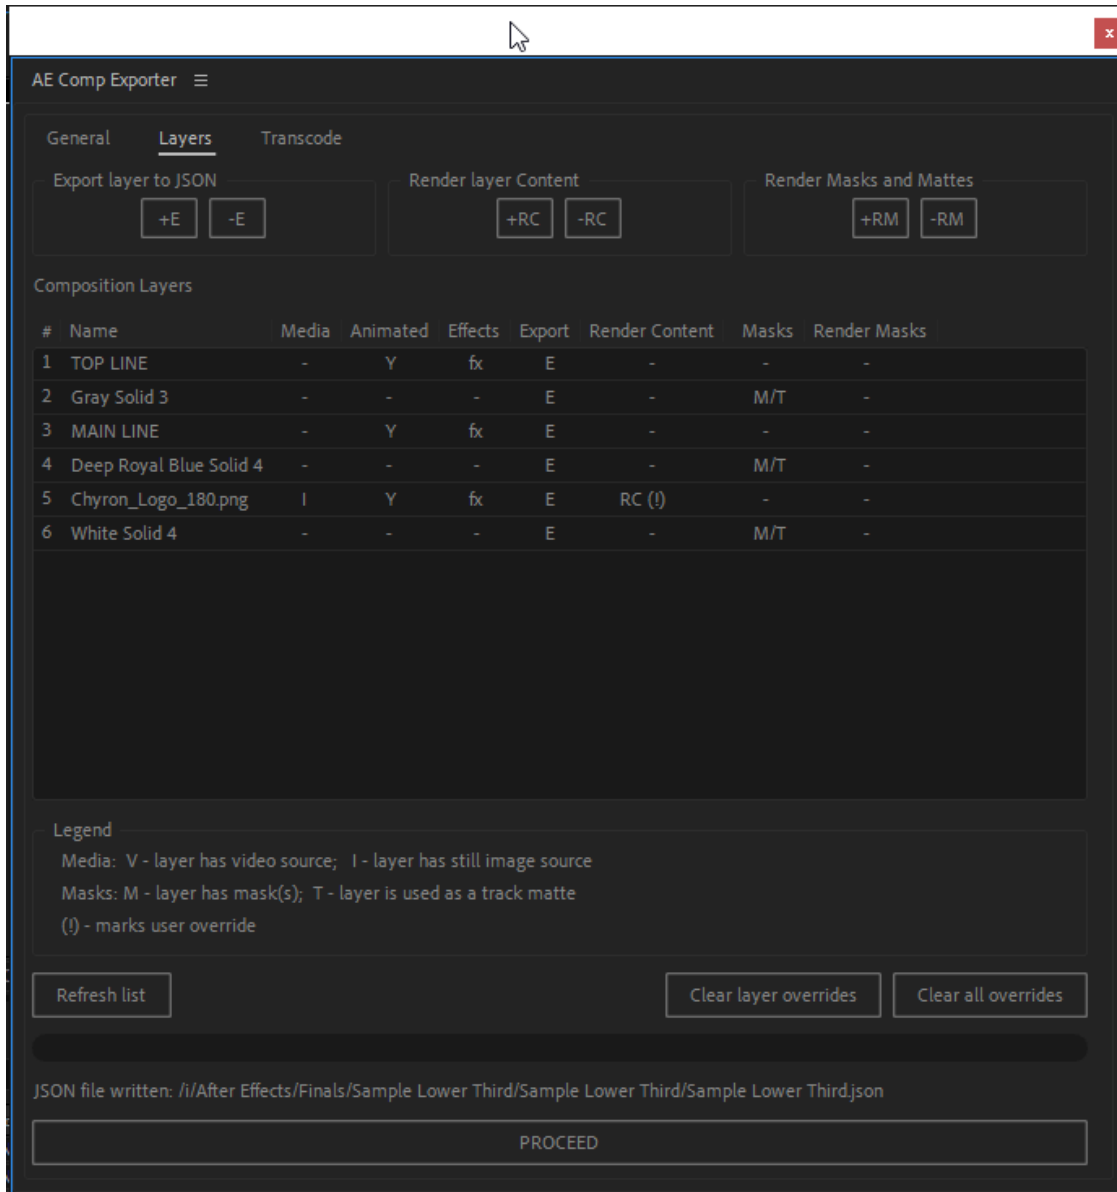 x
AE Comp Exporter
General Layers Transcode
Export layer to JSON Render layer Content Render Masks and Mattes
+E -E +RC -RC +RM -RM
Composition Layers
# Name Media Animated Effects Export Render Content Masks Render Masks
1 TOP LINE - Y fx E - - -
2 Gray Solid 3 - - - E - M/T -
3 MAIN LINE - Y fx E - - -
4 Deep Royal Blue Solid 4 - - - E - M/T -
5 Chyron_Logo_180.png I Y fx E RC (!) - -
6 White Solid 4 - - - E - M/T -
Legend
Media: V - layer has video source; I - layer has still image source
Masks: M - layer has mask(s); T - layer is used as a track matte
(!) - marks user override
Refresh list Clear layer overrides Clear all overrides
JSON file written: /i/After Effects/Finals/Sample Lower Third/Sample Lower Third/Sample Lower Third.json
PROCEED